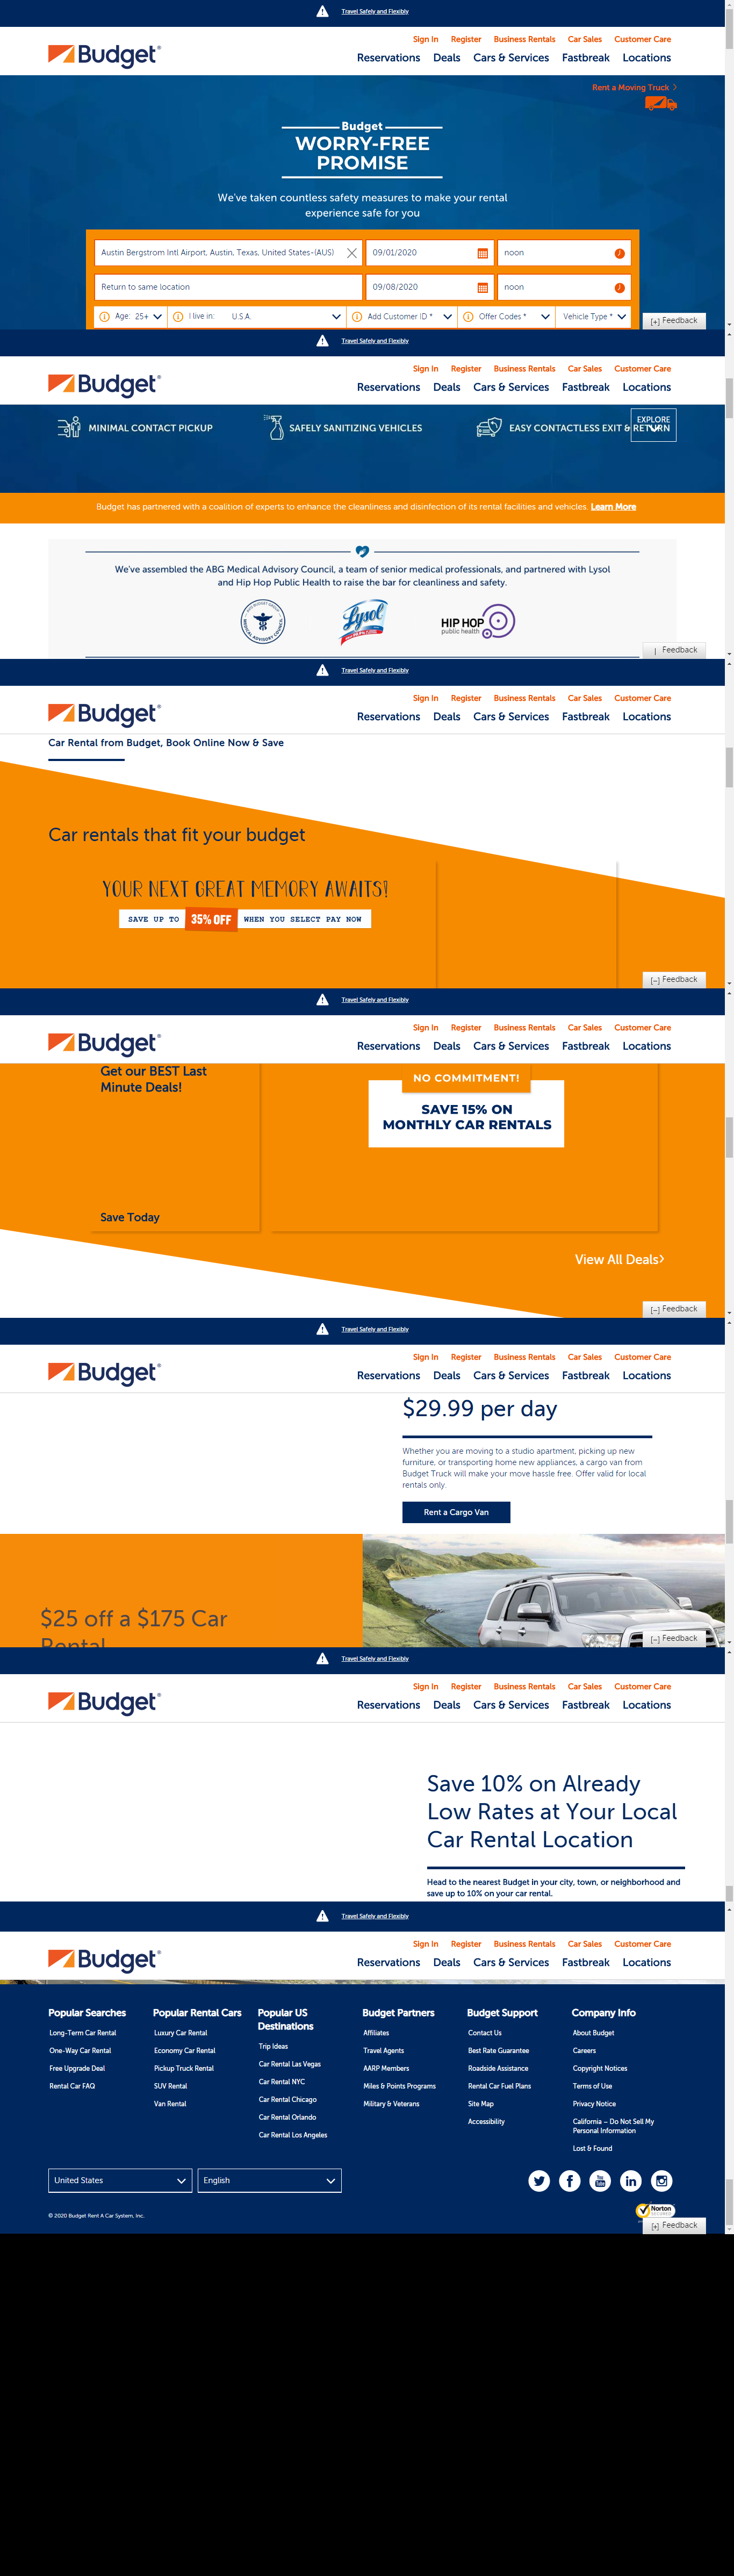 Travel Safely and Flexibly
Sign In Register Business Rentals Car Sales Customer Care
Budget
Reservations Deals Cars & Services Fastbreak Locations
Rent a Moving Truck
Budget
WORRY-FREE
PROMISE
We've taken countless safety measures to make your rental
experience safe for you
Austin Bergstrom Intl Airport, Austin, Texas, United States-(AUS) 09/01/2020 noon
Return to same location 09/08/2020 noon
Age: 25+ I live in: U.S.A. Add Customer ID * Offer Codes * Vehicle Type *
[+] Feedback
Travel Safely and Flexibly
Sign In Register Business Rentals Car Sales Customer Care
Budget
Reservations Deals Cars & Services Fastbreak Locations
EXPLORE
MINIMAL CONTACT PICKUP SAFELY SANITIZING VEHICLES EASY CONTACTLESS EXIT & RETURN
Budget has partnered with a coalition of experts to enhance the cleanliness and disinfection of its rental facilities and vehicles. Learn More
We've assembled the ABG Medical Advisory Council, a team of senior medical professionals, and partnered with Lysol
and Hip Hop Public Health to raise the bar for cleanliness and safety.
MEDICAL ADVISORY COUNCIL
Lysol
HIP HOP
public health
Feedback
Travel Safely and Flexibly
Sign In Register Business Rentals Car Sales Customer Care
Budget
Reservations Deals Cars & Services Fastbreak Locations
Car Rental from Budget, Book Online Now & Save
Car rentals that fit your budget
YOUR NEXT GREAT MEMORY AWAITS!
SAVE UP TO 35% OFF WHEN YOU SELECT PAY NOW
[–] Feedback
Travel Safely and Flexibly
Sign In Register Business Rentals Car Sales Customer Care
Budget
Reservations Deals Cars & Services Fastbreak Locations
Get our BEST Last
Minute Deals!
NO COMMITMENT!
SAVE 15% ON
MONTHLY CAR RENTALS
Save Today
View All Deals
[–] Feedback
Travel Safely and Flexibly
Sign In Register Business Rentals Car Sales Customer Care
Budget
Reservations Deals Cars & Services Fastbreak Locations
$29.99 per day
Whether you are moving to a studio apartment, picking up new
furniture, or transporting home new appliances, a cargo van from
Budget Truck will make your move hassle free. Offer valid for local
rentals only.
Rent a Cargo Van
$25 off a $175 Car
Rental
[–] Feedback
Travel Safely and Flexibly
Sign In Register Business Rentals Car Sales Customer Care
Budget
Reservations Deals Cars & Services Fastbreak Locations
Save 10% on Already
Low Rates at Your Local
Car Rental Location
Head to the nearest Budget in your city, town, or neighborhood and
save up to 10% on your car rental.
Travel Safely and Flexibly
Sign In Register Business Rentals Car Sales Customer Care
Budget
Reservations Deals Cars & Services Fastbreak Locations
Popular Searches
Long-Term Car Rental
One-Way Car Rental
Free Upgrade Deal
Rental Car FAQ
Popular Rental Cars
Luxury Car Rental
Economy Car Rental
Pickup Truck Rental
SUV Rental
Van Rental
Popular US
Destinations
Trip Ideas
Car Rental Las Vegas
Car Rental NYC
Car Rental Chicago
Car Rental Orlando
Car Rental Los Angeles
Budget Partners
Affiliates
Travel Agents
AARP Members
Miles & Points Programs
Military & Veterans
Budget Support
Contact Us
Best Rate Guarantee
Roadside Assistance
Rental Car Fuel Plans
Site Map
Accessibility
Company Info
About Budget
Careers
Copyright Notices
Terms of Use
Privacy Notice
California – Do Not Sell My
Personal Information
Lost & Found
United States English
© 2020 Budget Rent A Car System, Inc.
Norton
SECURED
[+] Feedback